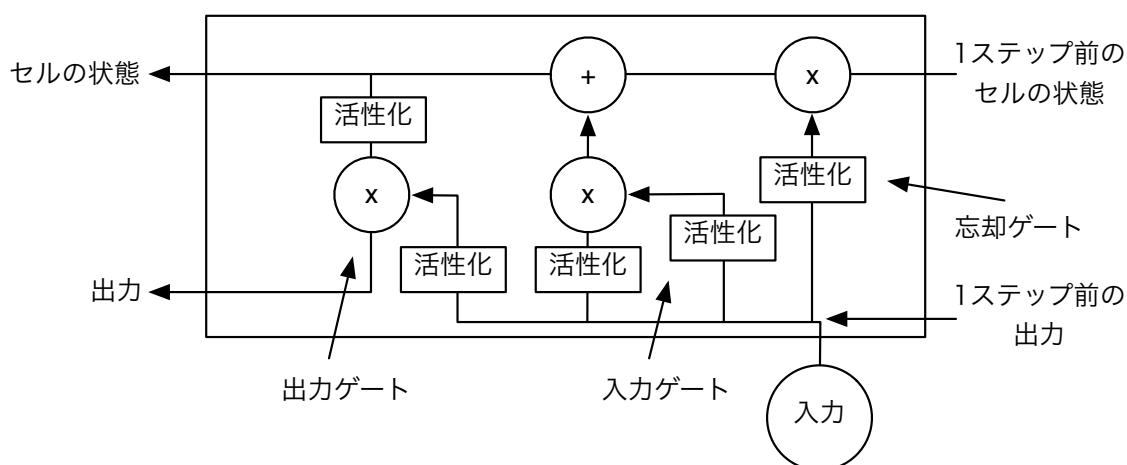 1ステップ前の
セルの状態
セルの状態
+
x
活性化
x
x
活性化
活性化
活性化
活性化
忘却ゲート
出力
1ステップ前の
出力
出力ゲート
入力ゲート
入力